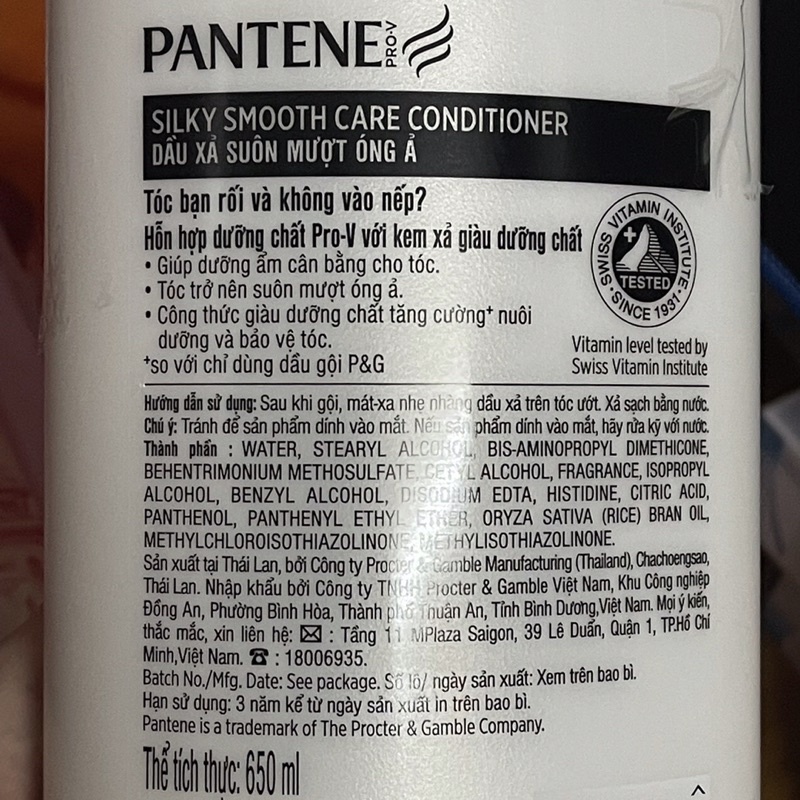 PANTENE PRO-V
SILKY SMOOTH CARE CONDITIONER
DẦU XẢ SUÔN MƯỢT ÓNG Ả
Tóc bạn rối và không vào nếp?
Hỗn hợp dưỡng chất Pro-V với kem xả giàu dưỡng chất
• Giúp dưỡng ẩm cân bằng cho tóc.
• Tóc trở nên suôn mượt óng ả.
• Công thức giàu dưỡng chất tăng cường⁺ nuôi
dưỡng và bảo vệ tóc.
⁺so với chỉ dùng dầu gội P&G
SWISS VITAMIN INSTITUTE
TESTED
• SINCE 1931 •
Vitamin level tested by
Swiss Vitamin Institute
Hướng dẫn sử dụng: Sau khi gội, mát-xa nhẹ nhàng dầu xả trên tóc ướt. Xả sạch bằng nước.
Chú ý: Tránh để sản phẩm dính vào mắt. Nếu sản phẩm dính vào mắt, hãy rửa kỹ với nước.
Thành phần : WATER, STEARYL ALCOHOL, BIS-AMINOPROPYL DIMETHICONE,
BEHENTRIMONIUM METHOSULFATE, CETYL ALCOHOL, FRAGRANCE, ISOPROPYL
ALCOHOL, BENZYL ALCOHOL, DISODIUM EDTA, HISTIDINE, CITRIC ACID,
PANTHENOL, PANTHENYL ETHYL ETHER, ORYZA SATIVA (RICE) BRAN OIL,
METHYLCHLOROISOTHIAZOLINONE, METHYLISOTHIAZOLINONE.
Sản xuất tại Thái Lan, bởi Công ty Procter & Gamble Manufacturing (Thailand), Chachoengsao,
Thái Lan. Nhập khẩu bởi Công ty TNHH Procter & Gamble Việt Nam, Khu Công nghiệp
Đồng An, Phường Bình Hòa, Thành phố Thuận An, Tỉnh Bình Dương,Việt Nam. Mọi ý kiến,
thắc mắc, xin liên hệ: ✉ : Tầng 11 MPlaza Saigon, 39 Lê Duẩn, Quận 1, TP.Hồ Chí
Minh,Việt Nam. ☎ : 18006935.
Batch No./Mfg. Date: See package. Số lô/ ngày sản xuất: Xem trên bao bì.
Hạn sử dụng: 3 năm kể từ ngày sản xuất in trên bao bì.
Pantene is a trademark of The Procter & Gamble Company.
Thể tích thực: 650 ml